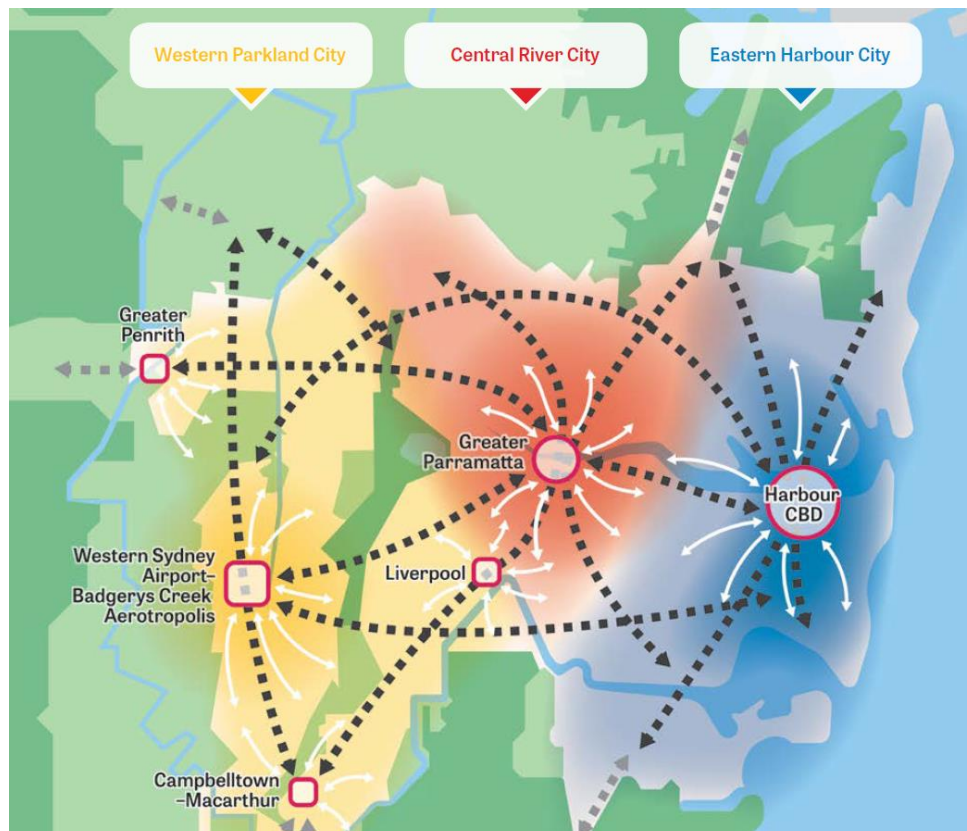 Western Parkland City
Central River City
Eastern Harbour City
Greater
Penrith
Greater
Parramatta
Harbour
CBD
Western Sydney
Airport–
Badgerys Creek
Aerotropolis
Liverpool
Campbelltown
–Macarthur